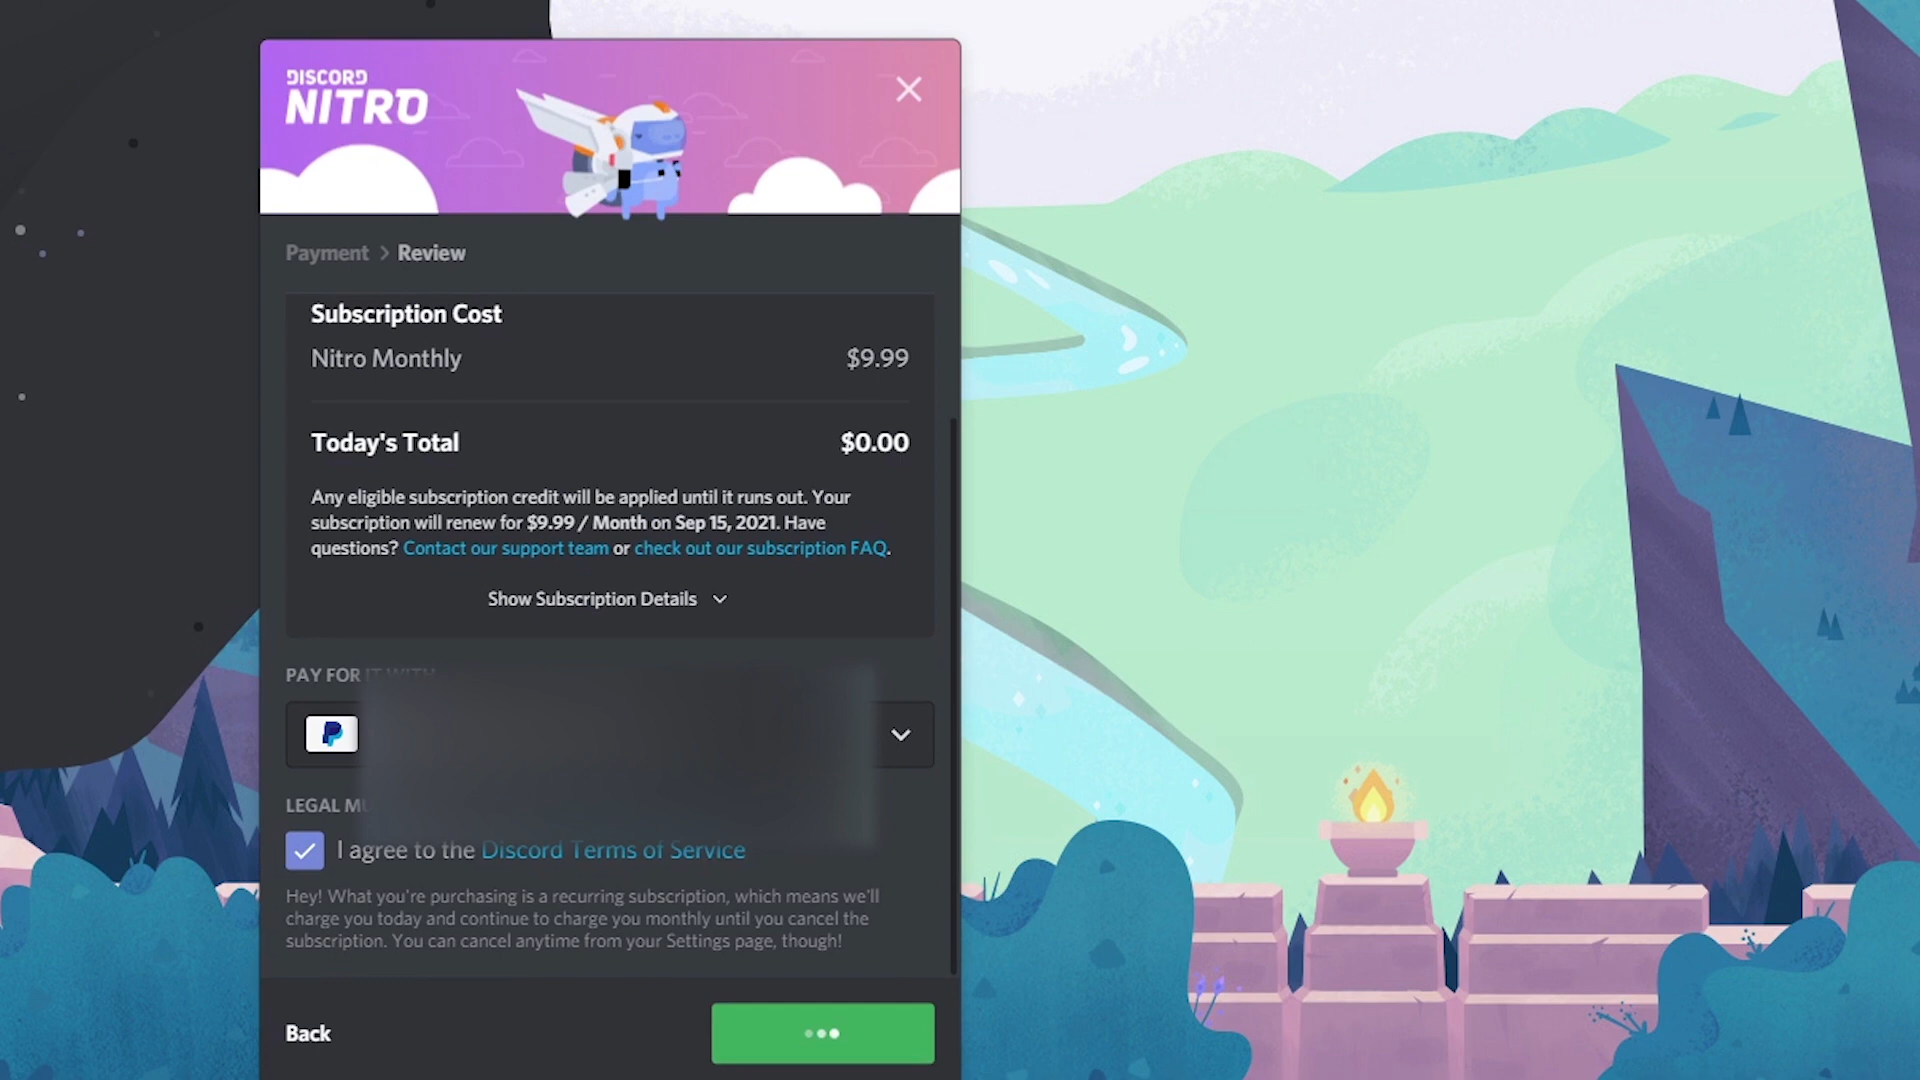 DISCORD
NITRO
Payment > Review
Subscription Cost
Nitro Monthly $9.99
Today's Total $0.00
Any eligible subscription credit will be applied until it runs out. Your
subscription will renew for $9.99 / Month on Sep 15, 2021. Have
questions? Contact our support team or check out our subscription FAQ.
Show Subscription Details
PAY FOR IT WITH
LEGAL
I agree to the Discord Terms of Service
Hey! What you're purchasing is a recurring subscription, which means we'll
charge you today and continue to charge you monthly until you cancel the
subscription. You can cancel anytime from your Settings page, though!
Back